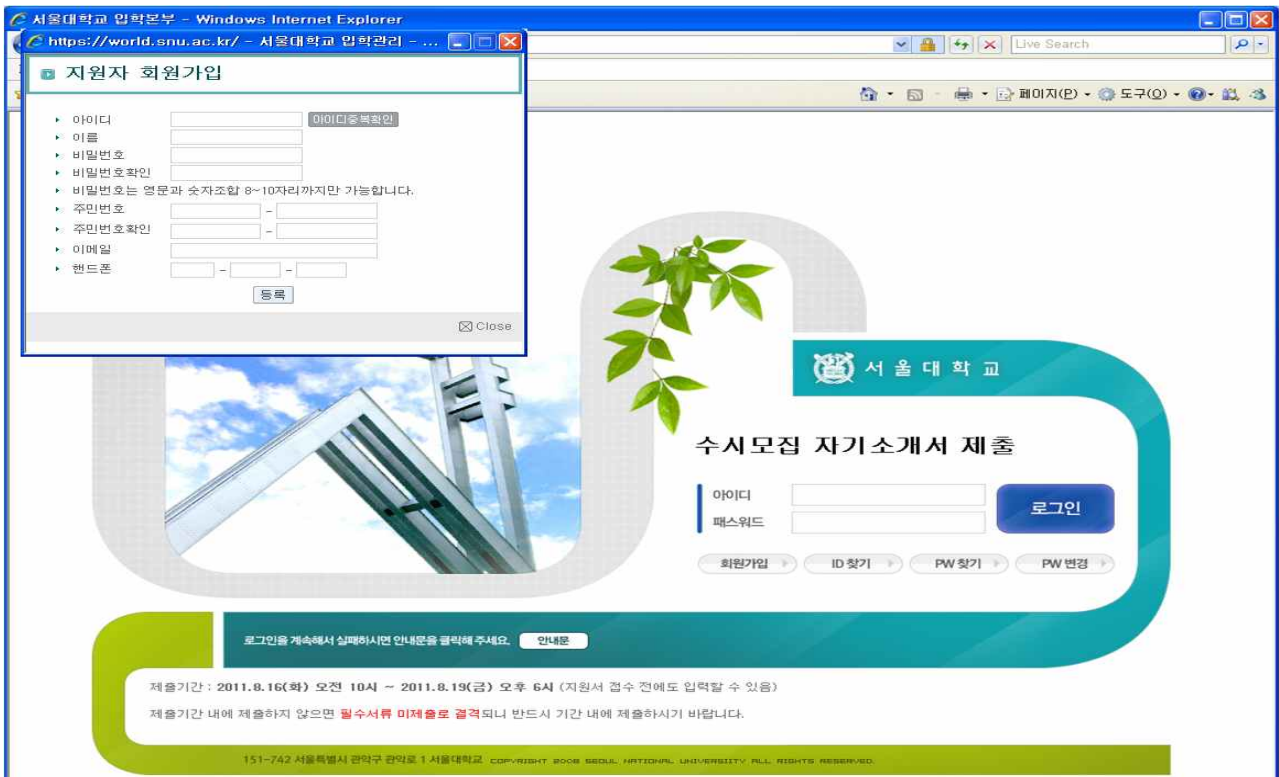 서울대학교 입학본부 - Windows Internet Explorer
https://world.snu.ac.kr/ - 서울대학교 입학관리 - ...
Live Search
지원자 회원가입
페이지(P)
도구(O)
아이디
아이디중복확인
이름
비밀번호
비밀번호확인
비밀번호는 영문과 숫자조합 8~10자리까지만 가능합니다.
주민번호 -
주민번호확인 -
이메일
핸드폰 - -
등록
Close
서울대학교
수시모집 자기소개서 제출
아이디
패스워드
로그인
회원가입 ID 찾기 PW 찾기 PW 변경
로그인을 계속해서 실패하시면 안내문을 클릭해 주세요. 안내문
제출기간 : 2011.8.16(화) 오전 10시 ~ 2011.8.19(금) 오후 6시 (지원서 접수 전에도 입력할 수 있음)
제출기간 내에 제출하지 않으면 필수서류 미제출로 결격되니 반드시 기간 내에 제출하시기 바랍니다.
151-742 서울특별시 관악구 관악로 1 서울대학교 COPYRIGHT 2008 SEOUL NATIONAL UNIVERSIITY ALL RIGHTS RESERVED.